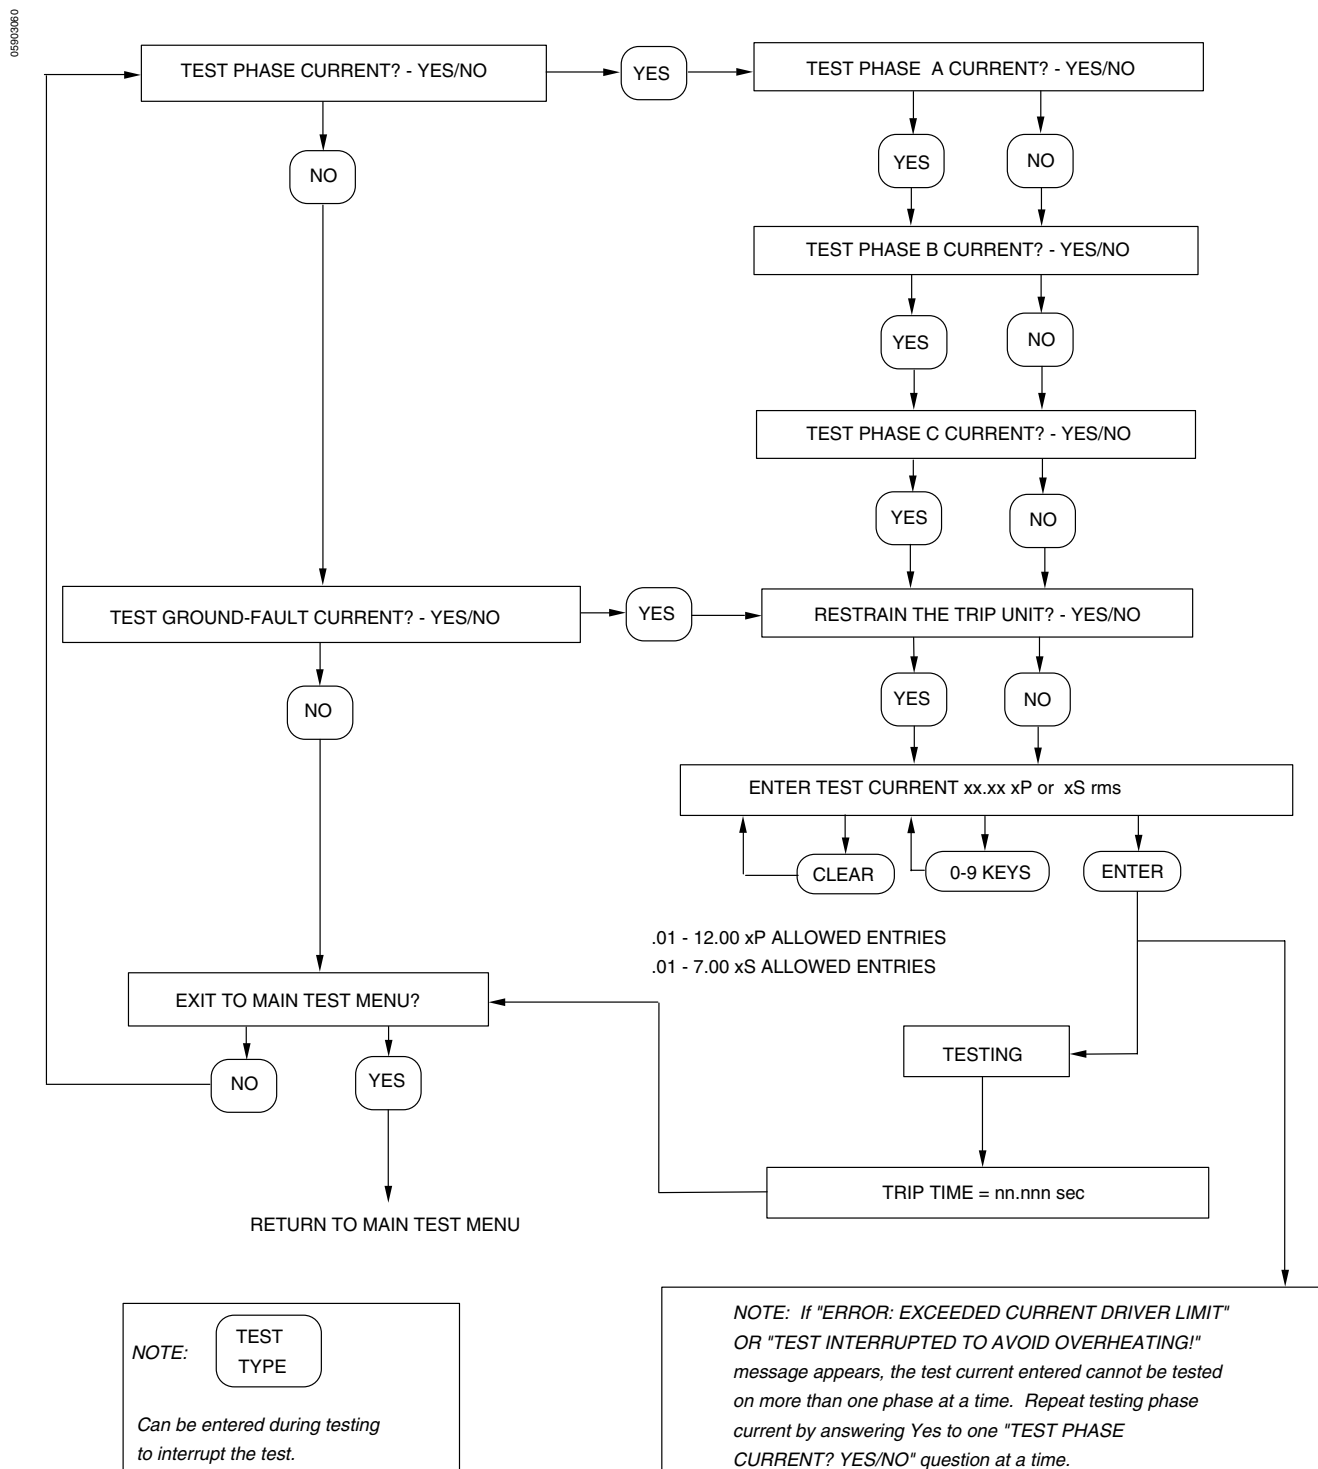 05903060
TEST PHASE CURRENT? - YES/NO
YES
TEST PHASE A CURRENT? - YES/NO
NO
YES
NO
TEST PHASE B CURRENT? - YES/NO
YES
NO
TEST PHASE C CURRENT? - YES/NO
YES
NO
TEST GROUND-FAULT CURRENT? - YES/NO
YES
RESTRAIN THE TRIP UNIT? - YES/NO
NO
YES
NO
ENTER TEST CURRENT xx.xx xP or xS rms
CLEAR
0-9 KEYS
ENTER
.01 - 12.00 xP ALLOWED ENTRIES
.01 - 7.00 xS ALLOWED ENTRIES
EXIT TO MAIN TEST MENU?
NO
YES
TESTING
TRIP TIME = nn.nnn sec
RETURN TO MAIN TEST MENU
NOTE:
TEST
TYPE
Can be entered during testing
to interrupt the test.
NOTE: If "ERROR: EXCEEDED CURRENT DRIVER LIMIT"
OR "TEST INTERRUPTED TO AVOID OVERHEATING!"
message appears, the test current entered cannot be tested
on more than one phase at a time. Repeat testing phase
current by answering Yes to one "TEST PHASE
CURRENT? YES/NO" question at a time.